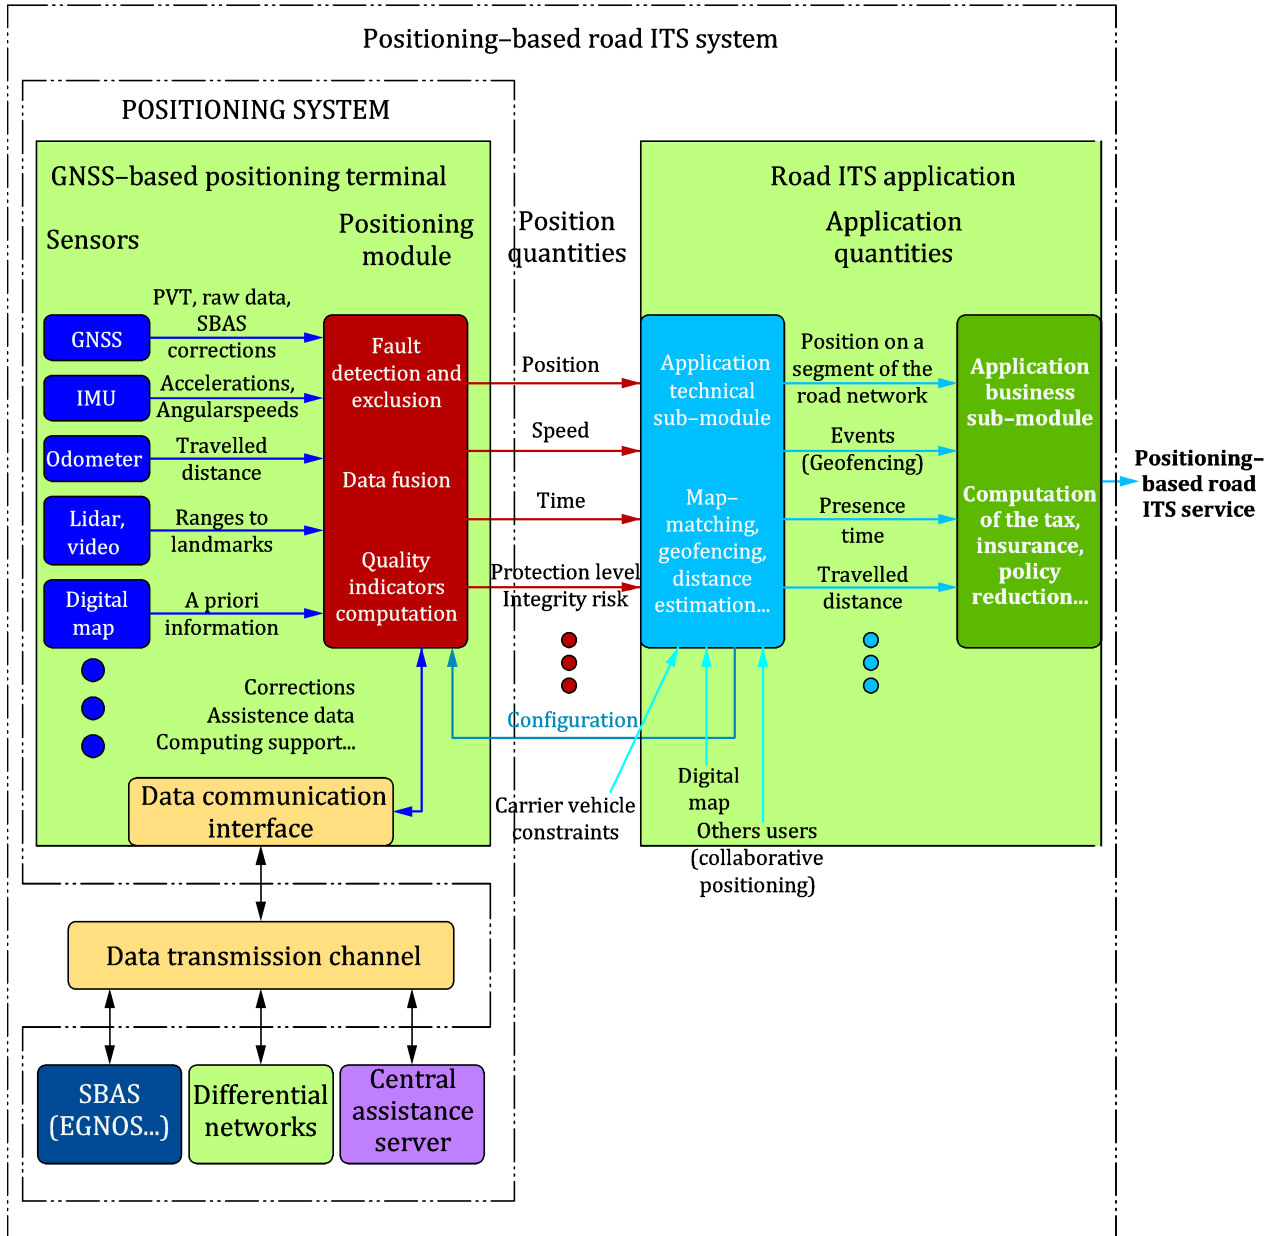 Positioning–based road ITS system
POSITIONING SYSTEM
GNSS–based positioning terminal
Sensors
Positioning
module
GNSS
PVT, raw data,
SBAS
corrections
IMU
Accelerations,
Angularspeeds
Odometer
Travelled
distance
Lidar,
video
Ranges to
landmarks
Digital
map
A priori
information
Fault
detection and
exclusion
Data fusion
Quality
indicators
computation
Corrections
Assistence data
Computing support...
Data communication
interface
Data transmission channel
SBAS
(EGNOS...)
Differential
networks
Central
assistance
server
Position
quantities
Position
Speed
Time
Protection level
Integrity risk
Configuration
Carrier vehicle
constraints
Road ITS application
Application
quantities
Application
technical
sub–module
Map–
matching,
geofencing,
distance
estimation...
Position on a
segment of the
road network
Events
(Geofencing)
Presence
time
Travelled
distance
Digital
map
Others users
(collaborative
positioning)
Application
business
sub–module
Computation
of the tax,
insurance,
policy
reduction...
Positioning–
based road
ITS service